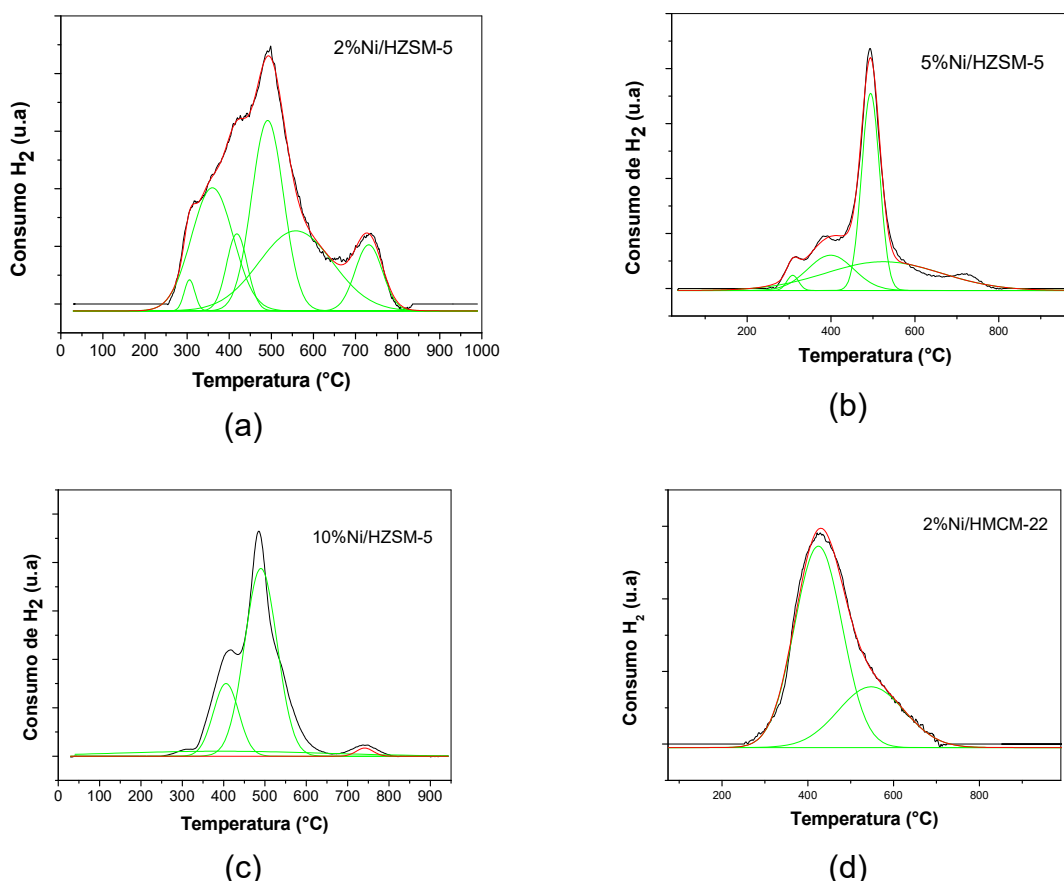 2%Ni/HZSM-5
Consumo H2 (u.a)
0 100 200 300 400 500 600 700 800 900 1000
Temperatura (°C)
(a)
5%Ni/HZSM-5
Consumo de H2 (u.a)
200 400 600 800
Temperatura (°C)
(b)
10%Ni/HZSM-5
Consumo de H2 (u.a)
0 100 200 300 400 500 600 700 800 900
Temperatura (°C)
(c)
2%Ni/HMCM-22
Consumo H2 (u.a)
200 400 600 800
Temperatura (°C)
(d)